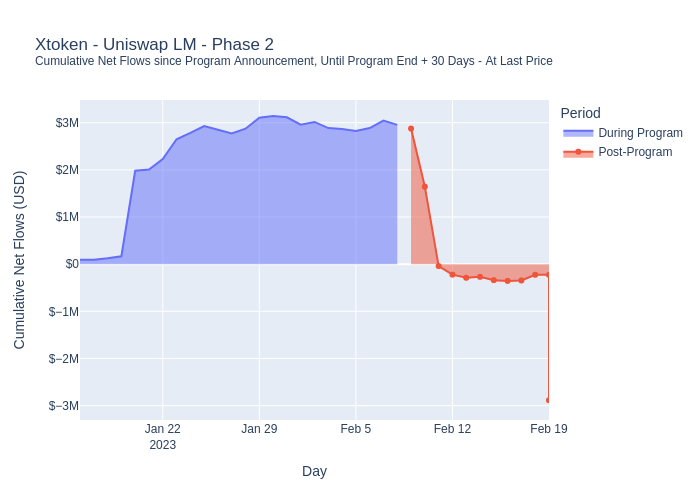 Xtoken - Uniswap LM - Phase 2
Cumulative Net Flows since Program Announcement, Until Program End + 30 Days - At Last Price
Period
During Program
Post-Program
Cumulative Net Flows (USD)
$3M
$2M
$1M
$0
$−1M
$−2M
$−3M
Jan 22
2023
Jan 29
Feb 5
Feb 12
Feb 19
Day